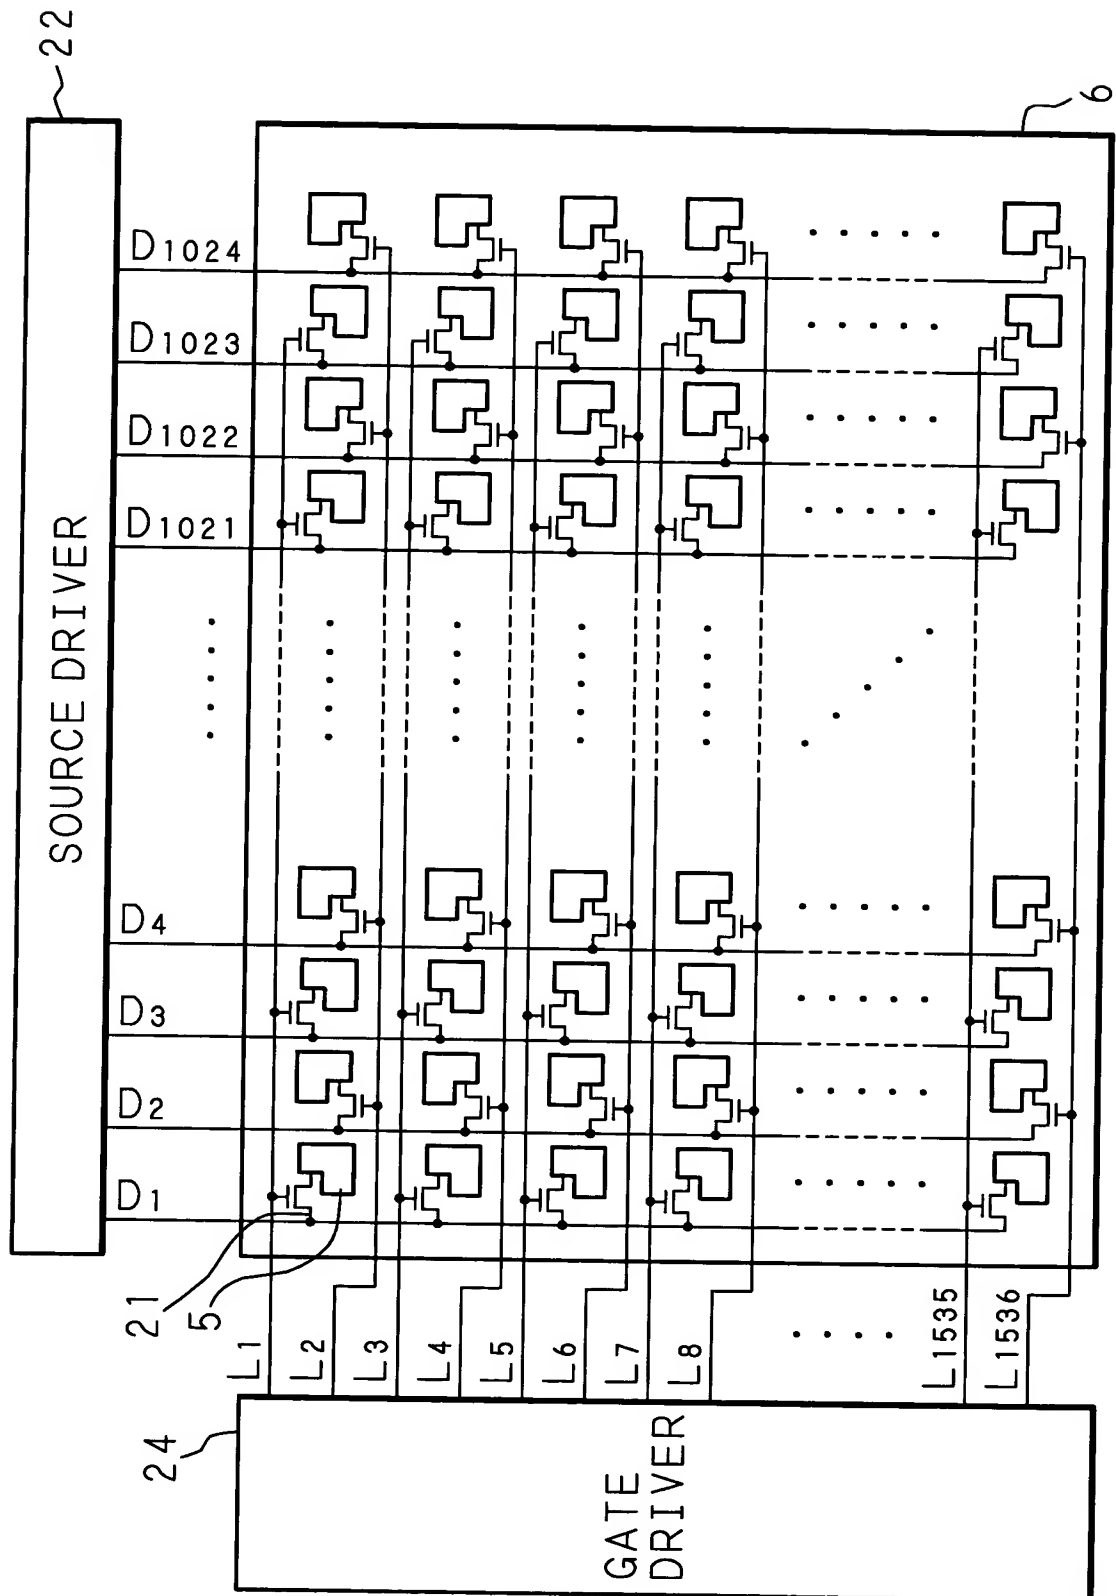 22
SOURCE DRIVER
D1
D2
D3
D4
D1021
D1022
D1023
D1024
6
21
5
L1
L2
L3
L4
L5
L6
L7
L8
L1535
L1536
24
GATE
DRIVER